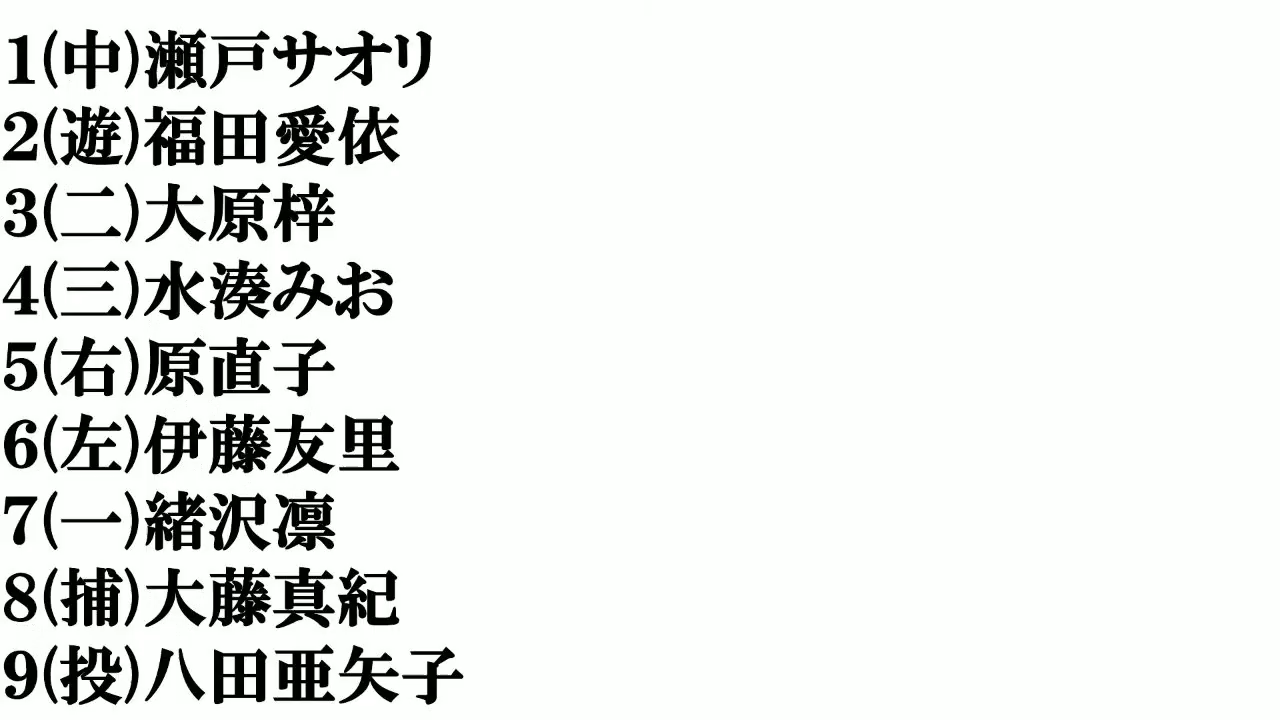 1(中)瀬戸サオリ
2(遊)福田愛依
3(二)大原梓
4(三)水湊みお
5(右)原直子
6(左)伊藤友里
7(一)緒沢凛
8(捕)大藤真紀
9(投)八田亜矢子